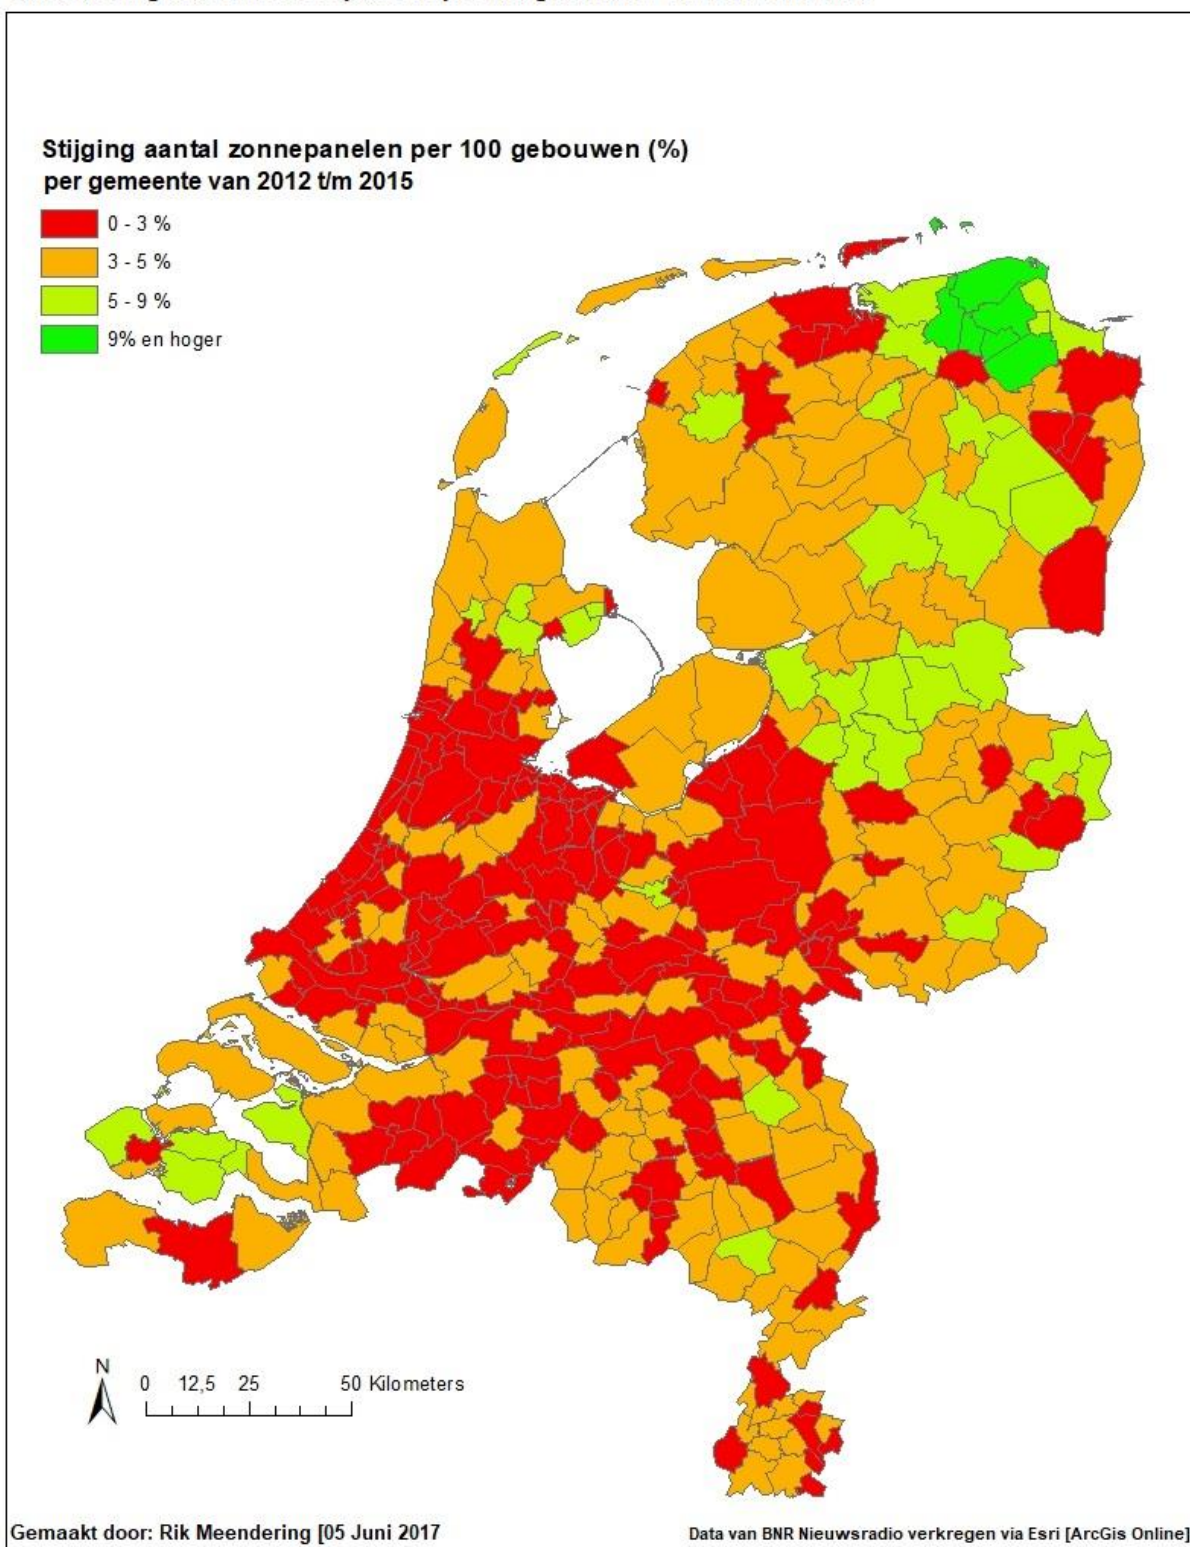 Stijging aantal zonnepanelen per 100 gebouwen (%)
per gemeente van 2012 t/m 2015
0 - 3 %
3 - 5 %
5 - 9 %
9% en hoger
N
0 12,5 25 50 Kilometers
Gemaakt door: Rik Meendering [05 Juni 2017
Data van BNR Nieuwsradio verkregen via Esri [ArcGis Online]